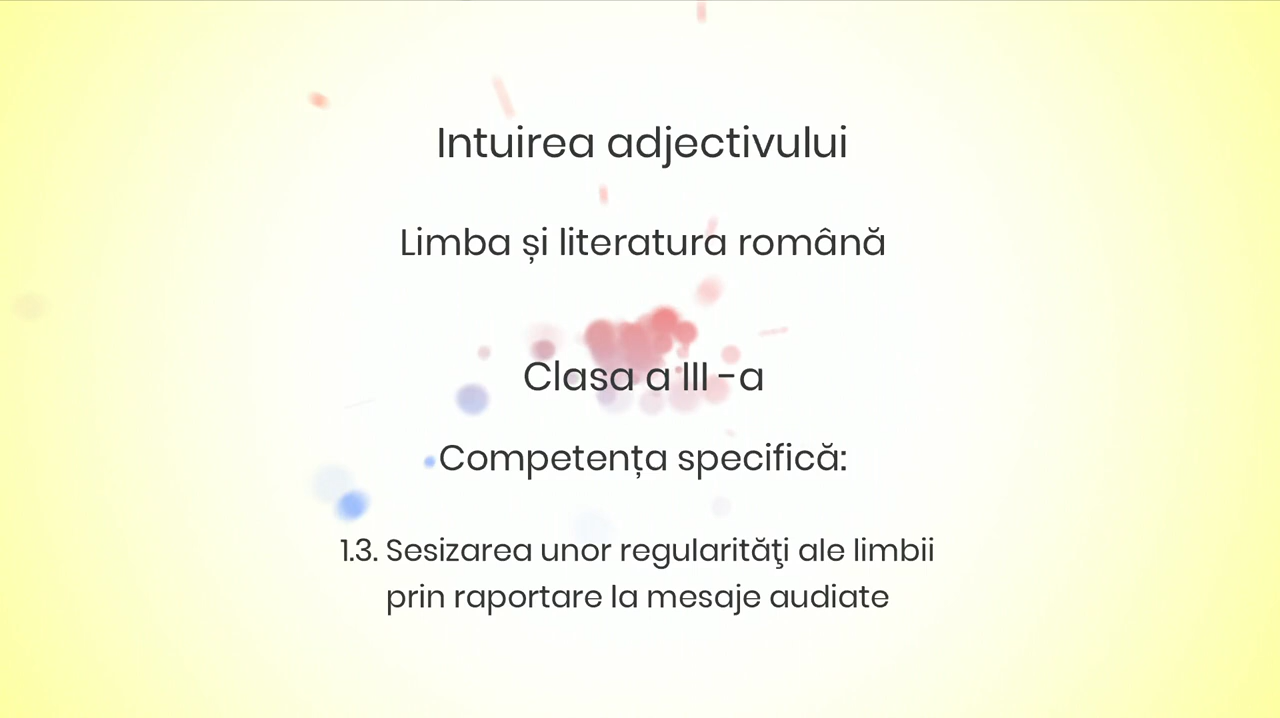 Intuirea adjectivului
Limba și literatura română
Clasa a III -a
Competența specifică:
1.3. Sesizarea unor regularităţi ale limbii
prin raportare la mesaje audiate